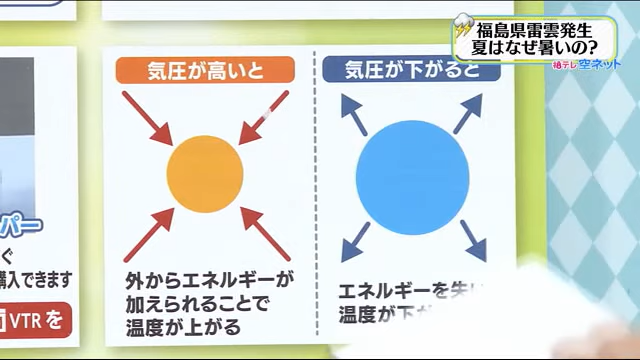 福島県雷雲発生
夏はなぜ暑いの?
福テレ空ネット
気圧が高いと
外からエネルギーが
加えられることで
温度が上がる
気圧が下がると
エネルギーを失い
温度が下が
パー
ぐ
購入できます
VTRを